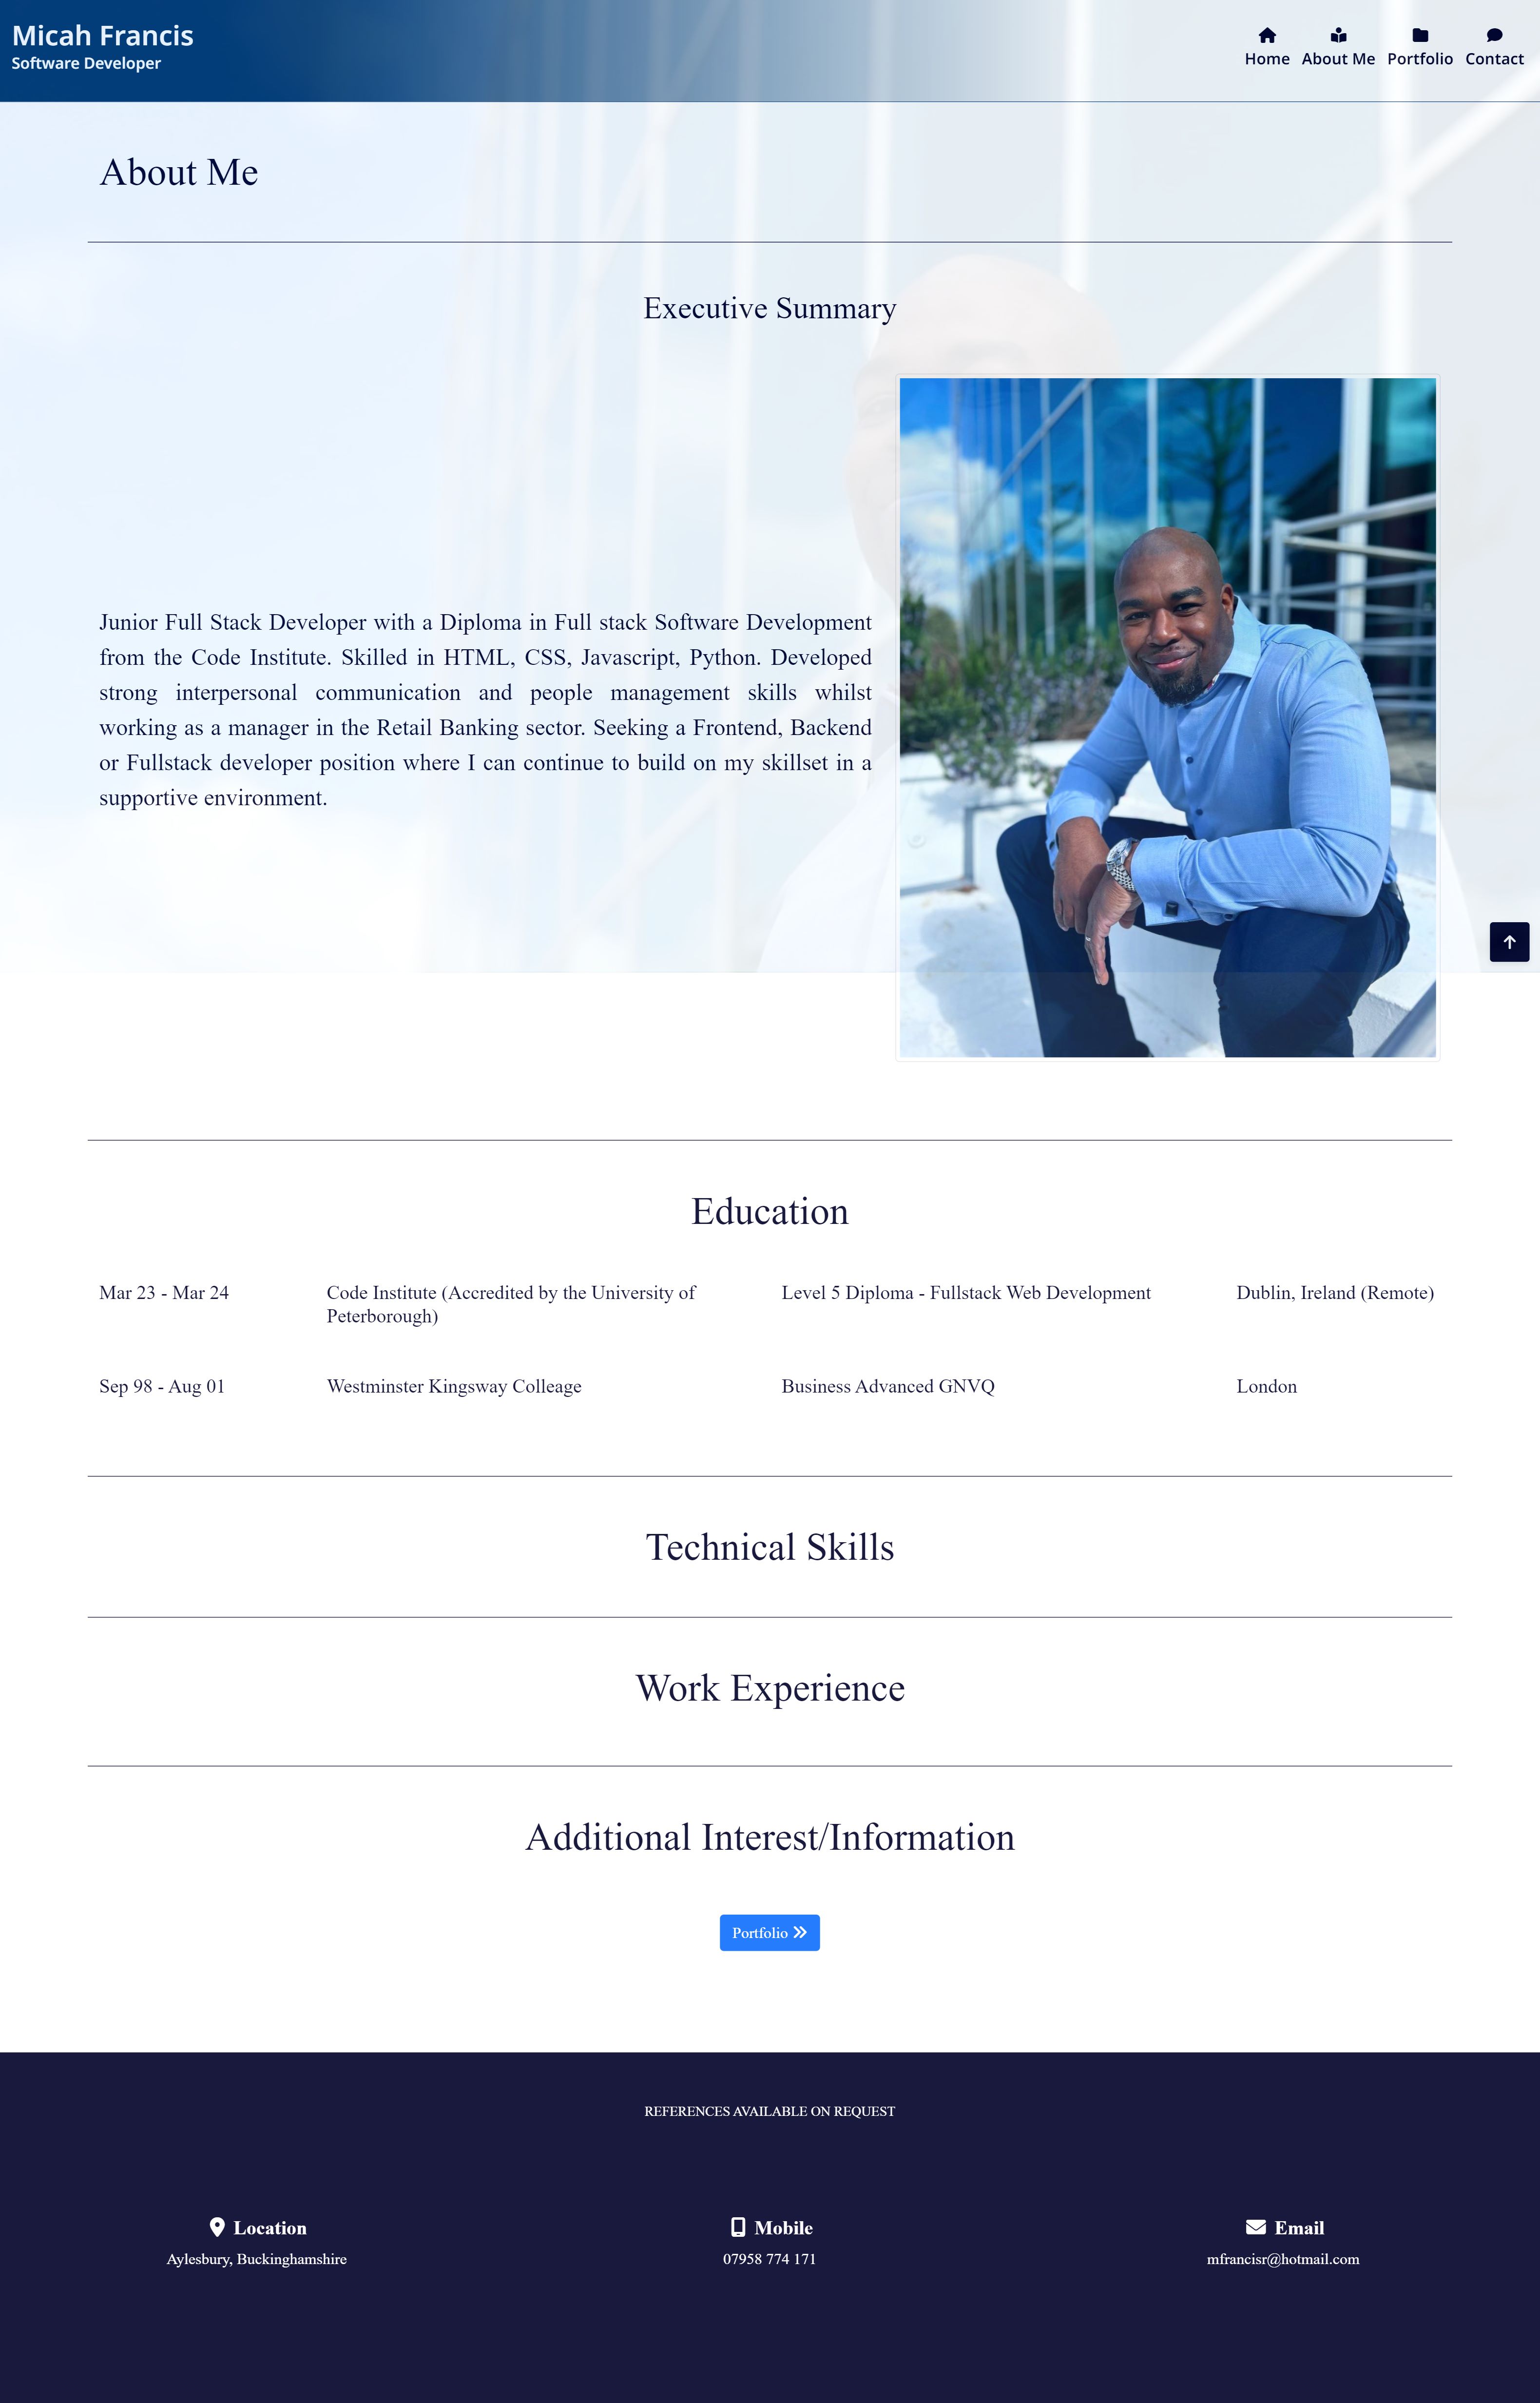 Micah Francis
Software Developer
Home About Me Portfolio Contact
About Me
Executive Summary
Junior Full Stack Developer with a Diploma in Full stack Software Development
from the Code Institute. Skilled in HTML, CSS, Javascript, Python. Developed
strong interpersonal communication and people management skills whilst
working as a manager in the Retail Banking sector. Seeking a Frontend, Backend
or Fullstack developer position where I can continue to build on my skillset in a
supportive environment.
Education
Mar 23 - Mar 24 Code Institute (Accredited by the University of Level 5 Diploma - Fullstack Web Development Dublin, Ireland (Remote)
Peterborough)
Sep 98 - Aug 01 Westminster Kingsway Colleage Business Advanced GNVQ London
Technical Skills
Work Experience
Additional Interest/Information
Portfolio
REFERENCES AVAILABLE ON REQUEST
Location Mobile Email
Aylesbury, Buckinghamshire 07958 774 171 mfrancisr@hotmail.com